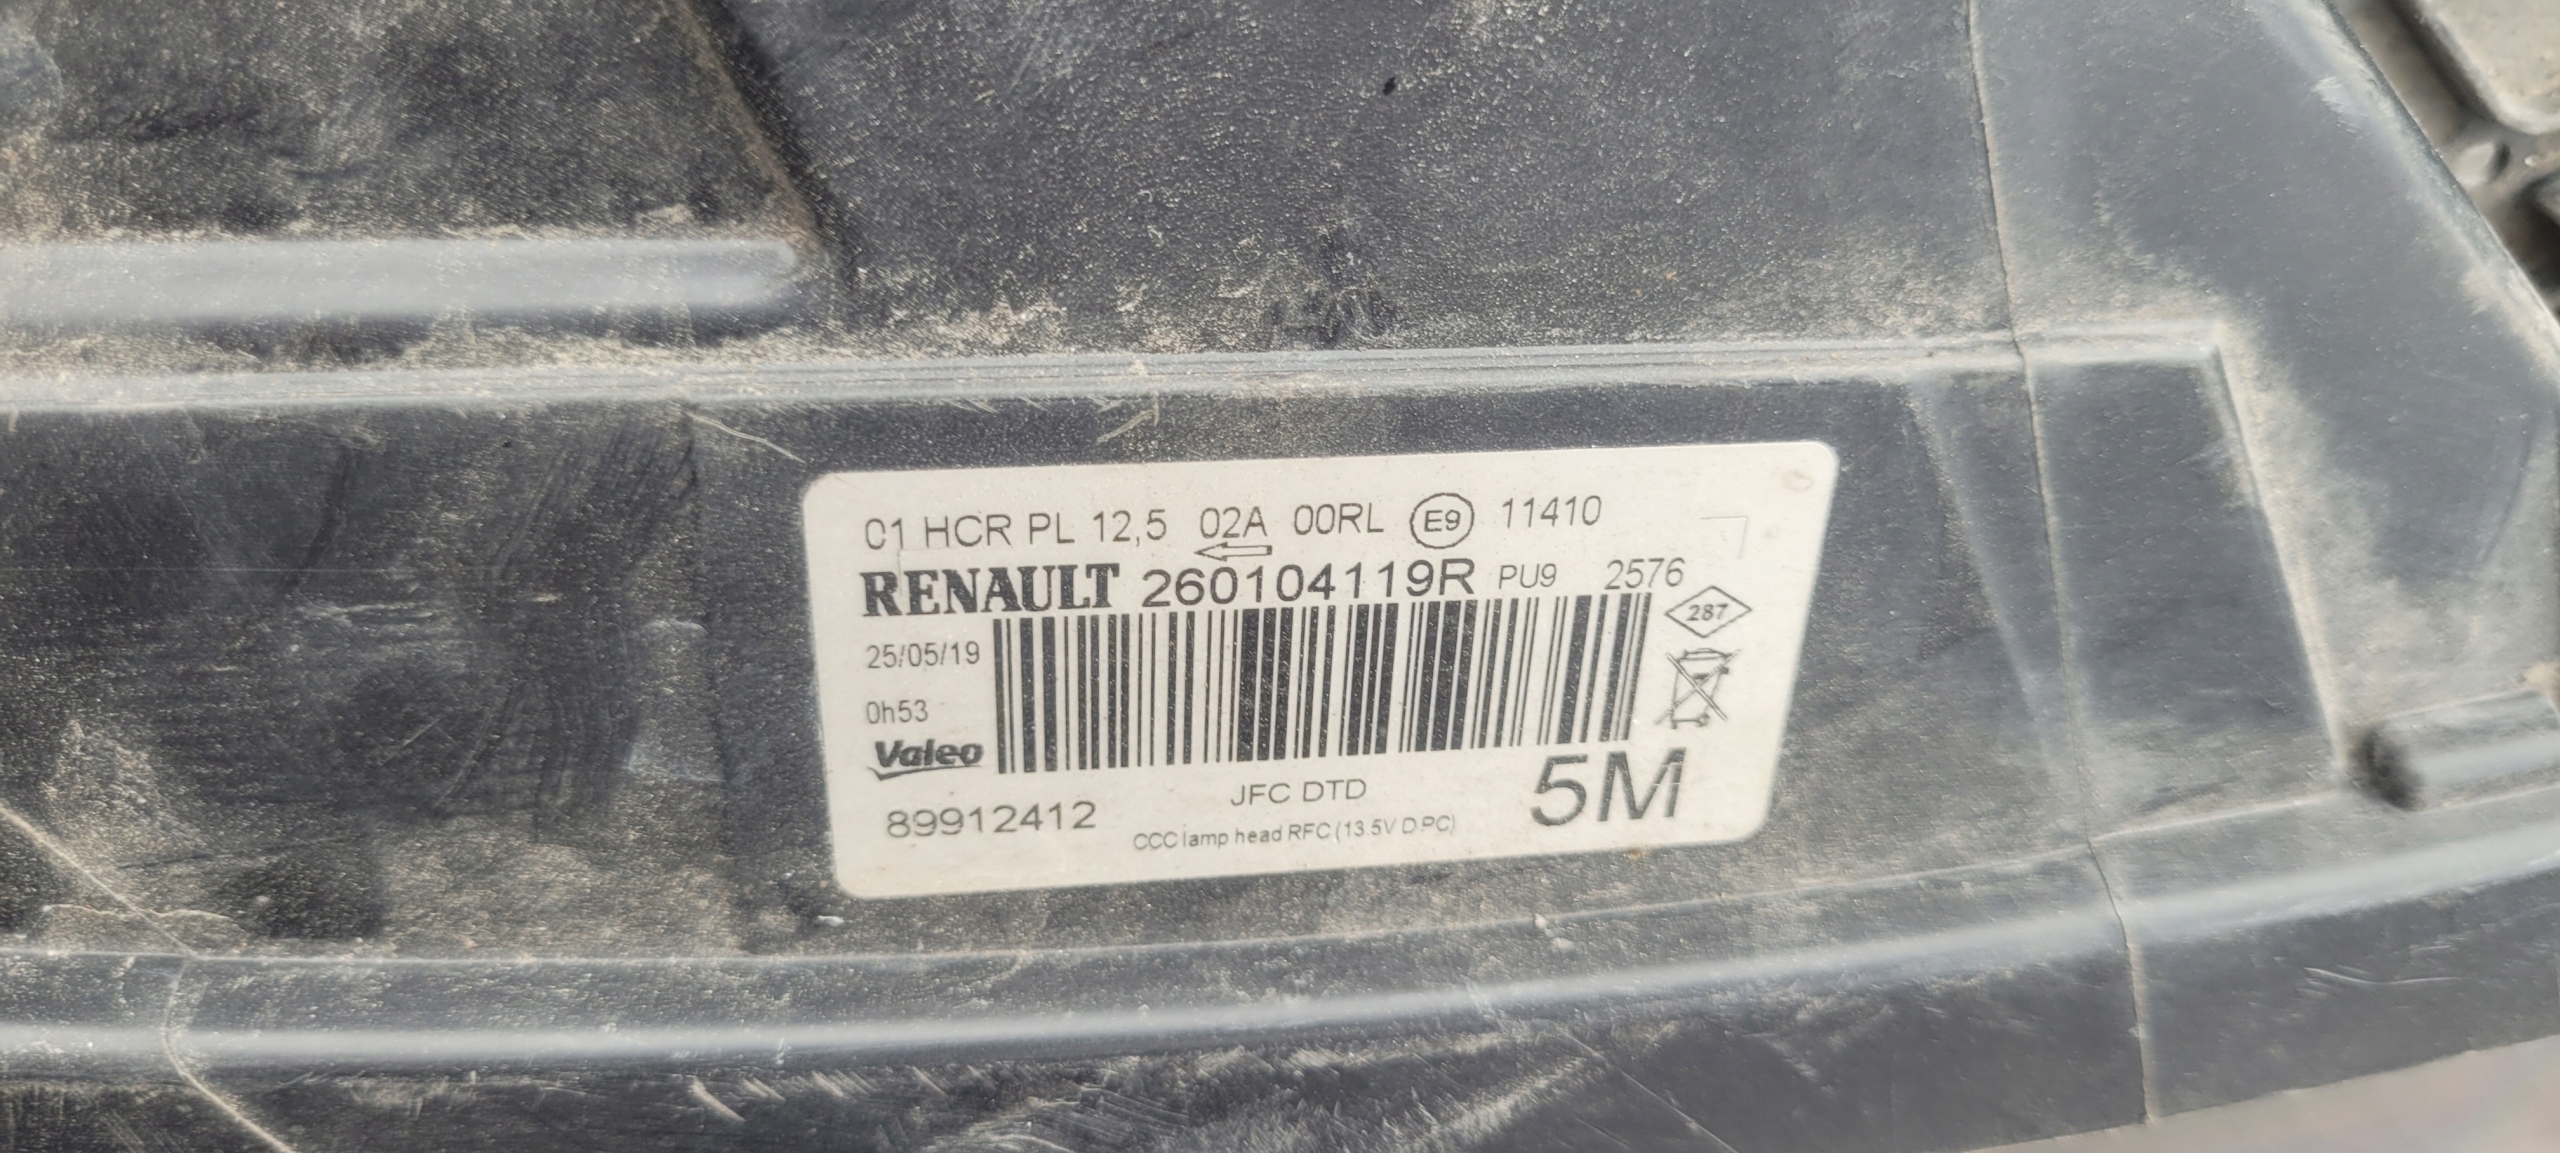 01 HCR PL 12,5 02A 00RL E9 11410
RENAULT 260104119R PU9 2576
287
25/05/19
0h53
Valeo
5M
JFC DTD
89912412
CCC lamp head RFC (13.5V D.PC)